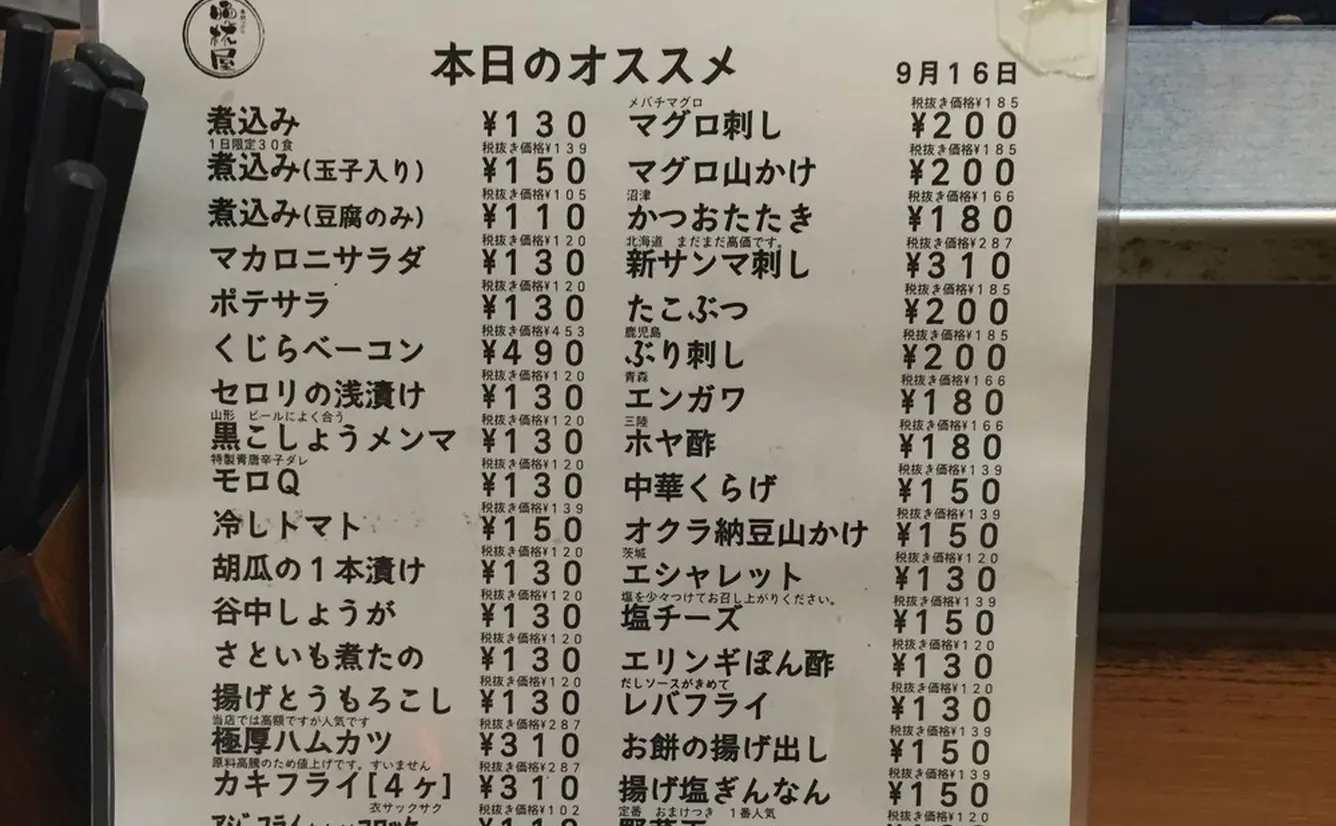 晩杯屋
本日のオススメ
9月16日
煮込み ¥130
1日限定30食 税抜き価格¥139
煮込み(玉子入り) ¥150
税抜き価格¥105
煮込み(豆腐のみ) ¥110
税抜き価格¥120
マカロニサラダ ¥130
税抜き価格¥120
ポテサラ ¥130
税抜き価格¥453
くじらベーコン ¥490
税抜き価格¥120
セロリの浅漬け ¥130
山形 ビールによく合う 税抜き価格¥120
黒こしょうメンマ ¥130
特製青唐辛子ダレ 税抜き価格¥120
モロQ ¥130
税抜き価格¥139
冷しトマト ¥150
税抜き価格¥120
胡瓜の1本漬け ¥130
税抜き価格¥120
谷中しょうが ¥130
税抜き価格¥120
さといも煮たの ¥130
税抜き価格¥120
揚げとうもろこし ¥130
当店では高額ですが人気です 税抜き価格¥287
極厚ハムカツ ¥310
原料高騰のため値上げです。すいません 税抜き価格¥287
カキフライ[4ヶ] ¥310
衣サックサク 税抜き価格¥102
メバチマグロ 税抜き価格¥185
マグロ刺し ¥200
税抜き価格¥185
マグロ山かけ ¥200
沼津 税抜き価格¥166
かつおたたき ¥180
北海道 まだまだ高価です。 税抜き価格¥287
新サンマ刺し ¥310
税抜き価格¥185
たこぶつ ¥200
鹿児島 税抜き価格¥185
ぶり刺し ¥200
青森 税抜き価格¥166
エンガワ ¥180
三陸 税抜き価格¥166
ホヤ酢 ¥180
税抜き価格¥139
中華くらげ ¥150
税抜き価格¥139
オクラ納豆山かけ ¥150
茨城 税抜き価格¥120
エシャレット ¥130
塩を少々つけてお召し上がりください。 税抜き価格¥139
塩チーズ ¥150
税抜き価格¥120
エリンギぽん酢 ¥130
だしソースがきめて 税抜き価格¥120
レバフライ ¥130
税抜き価格¥139
お餅の揚げ出し ¥150
税抜き価格¥139
揚げ塩ぎんなん ¥150
定番 おまけつき 1番人気 税抜き価格¥120